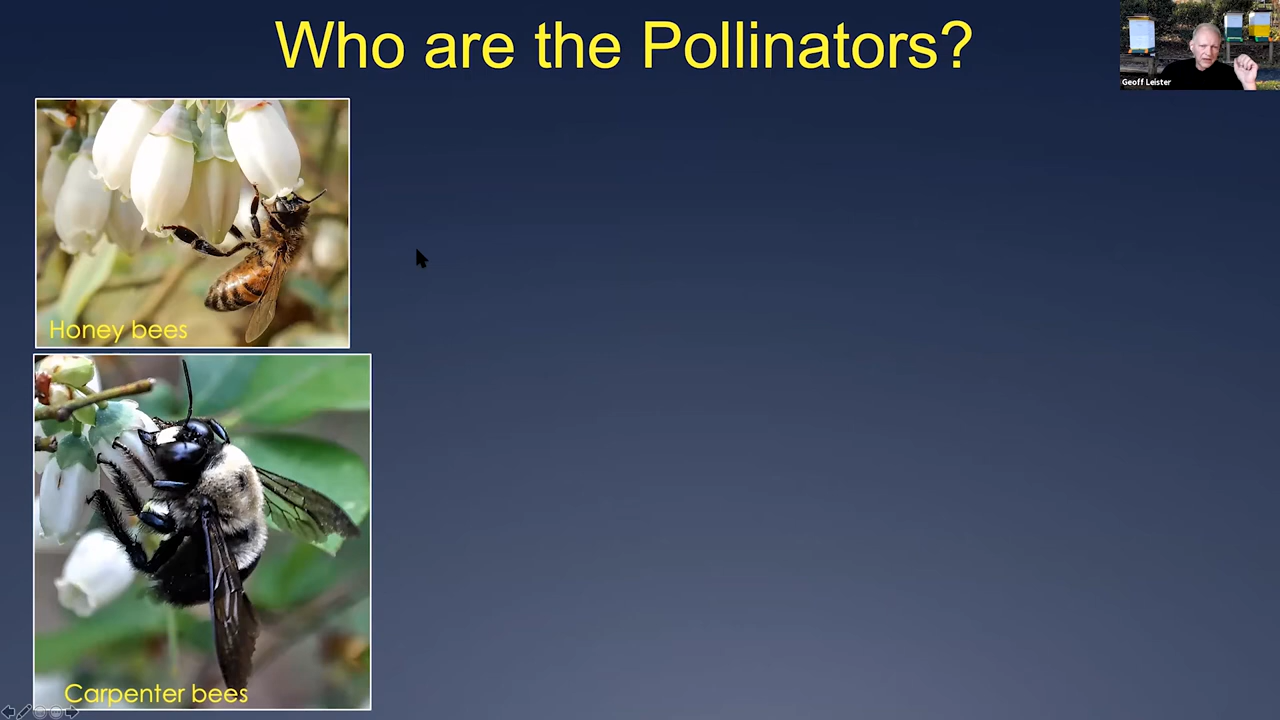 Who are the Pollinators?
Geoff Leister
Honey bees
Carpenter bees